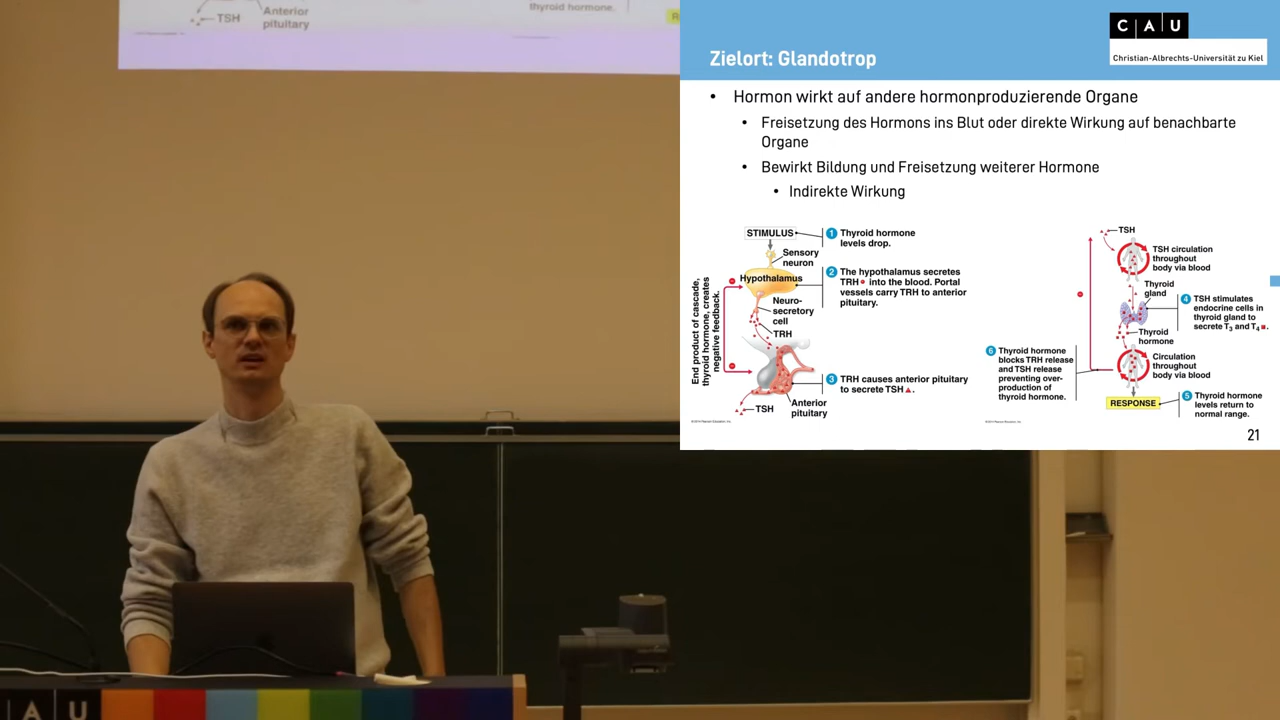 thyroid hormone.
TSH
Anterior
pituitary
Zielort: Glandotrop
CAU
Christian-Albrechts-Universität zu Kiel
• Hormon wirkt auf andere hormonproduzierende Organe
• Freisetzung des Hormons ins Blut oder direkte Wirkung auf benachbarte
Organe
• Bewirkt Bildung und Freisetzung weiterer Hormone
• Indirekte Wirkung
STIMULUS
1 Thyroid hormone
levels drop.
Sensory
neuron
Hypothalamus
2 The hypothalamus secretes
TRH into the blood. Portal
vessels carry TRH to anterior
pituitary.
Neuro-
secretory
cell
TRH
End product of cascade,
thyroid hormone, creates
negative feedback.
3 TRH causes anterior pituitary
to secrete TSH ▲.
TSH
Anterior
pituitary
TSH
TSH circulation
throughout
body via blood
Thyroid
gland
4 TSH stimulates
endocrine cells in
thyroid gland to
secrete T3 and T4 ■.
Thyroid
hormone
6 Thyroid hormone
blocks TRH release
and TSH release
preventing over-
production of
thyroid hormone.
Circulation
throughout
body via blood
RESPONSE
5 Thyroid hormone
levels return to
normal range.
21
A U